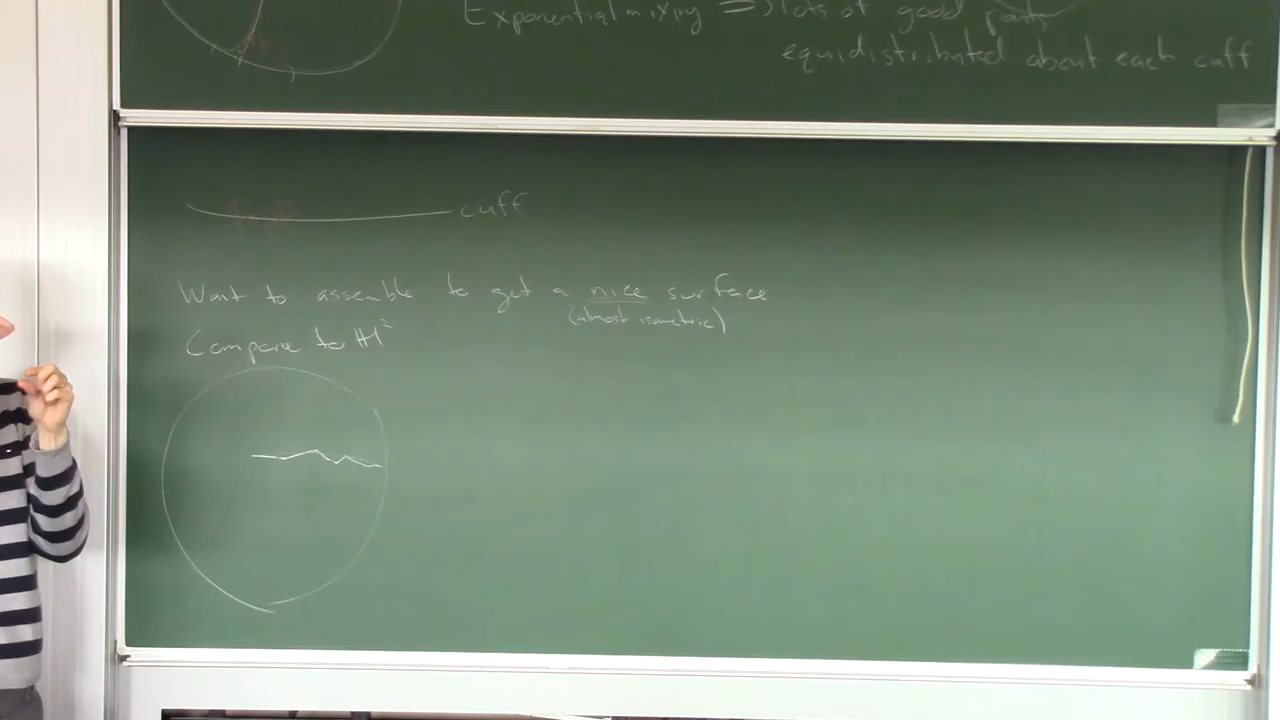 Exponential mixing ⇒ lots of good pants
equidistributed about each cuff
cuff
Want to assemble to get a nice surface
(almost isometric)
Compare to ℍ²